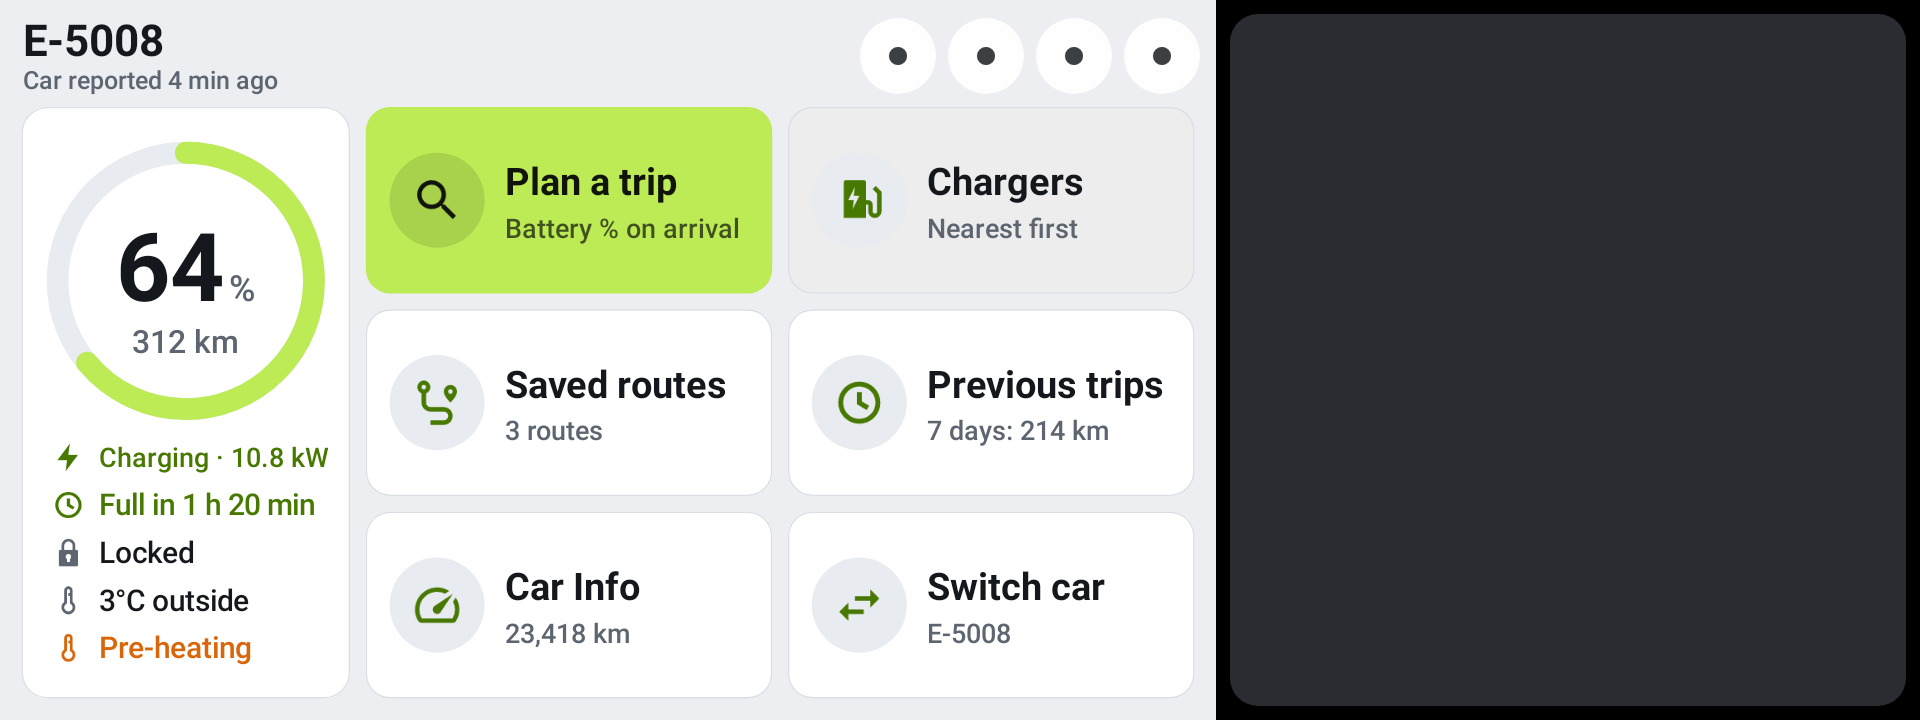 E-5008
Car reported 4 min ago
64 %
312 km
Charging · 10.8 kW
Full in 1 h 20 min
Locked
3°C outside
Pre-heating
Plan a trip
Battery % on arrival
Chargers
Nearest first
Saved routes
3 routes
Previous trips
7 days: 214 km
Car Info
23,418 km
Switch car
E-5008